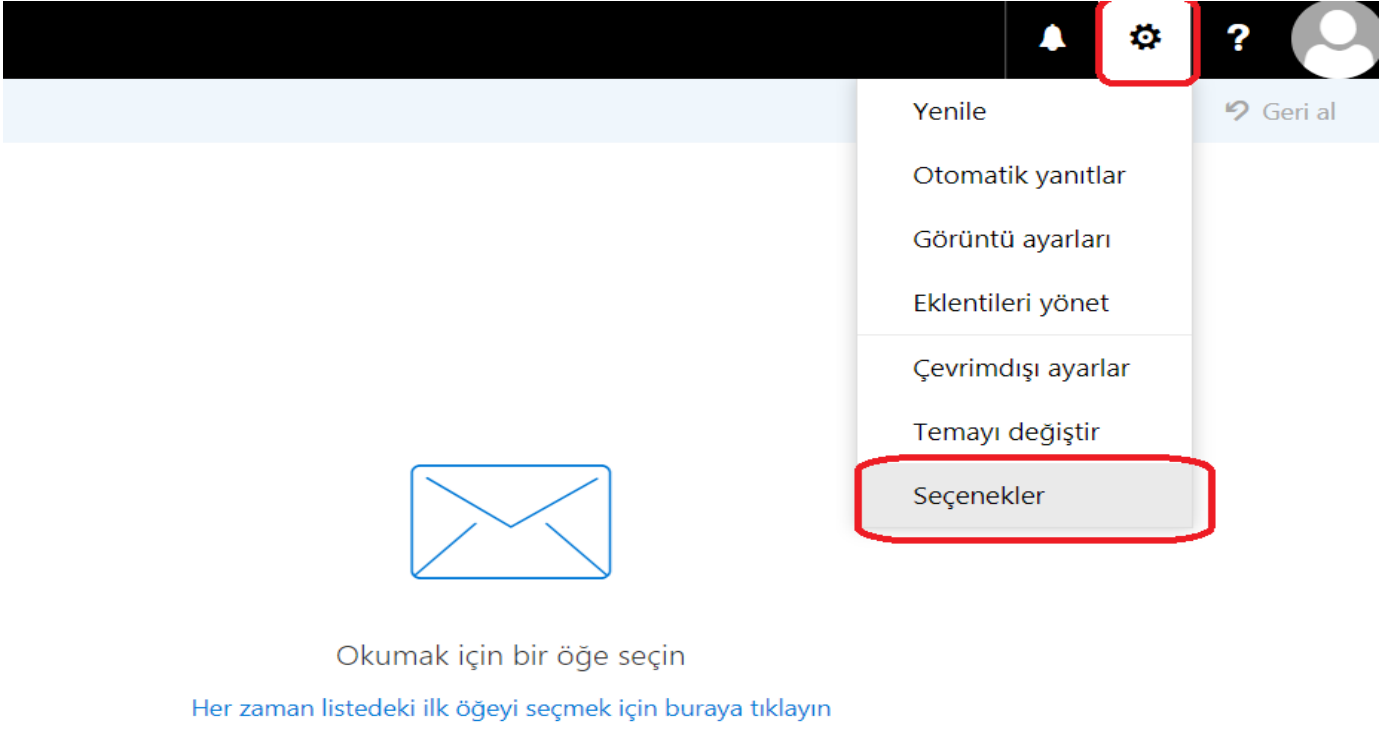 ?
Yenile
Geri al
Otomatik yanıtlar
Görüntü ayarları
Eklentileri yönet
Çevrimdışı ayarlar
Temayı değiştir
Seçenekler
Okumak için bir öğe seçin
Her zaman listedeki ilk öğeyi seçmek için buraya tıklayın